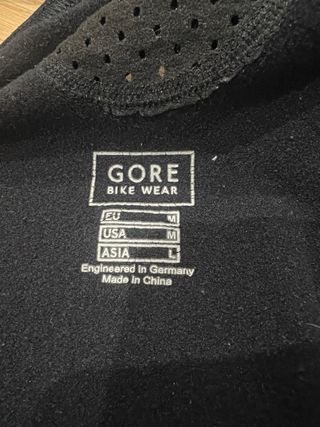 GORE
BIKE WEAR
EU M
USA M
ASIA L
Engineered in Germany
Made in China